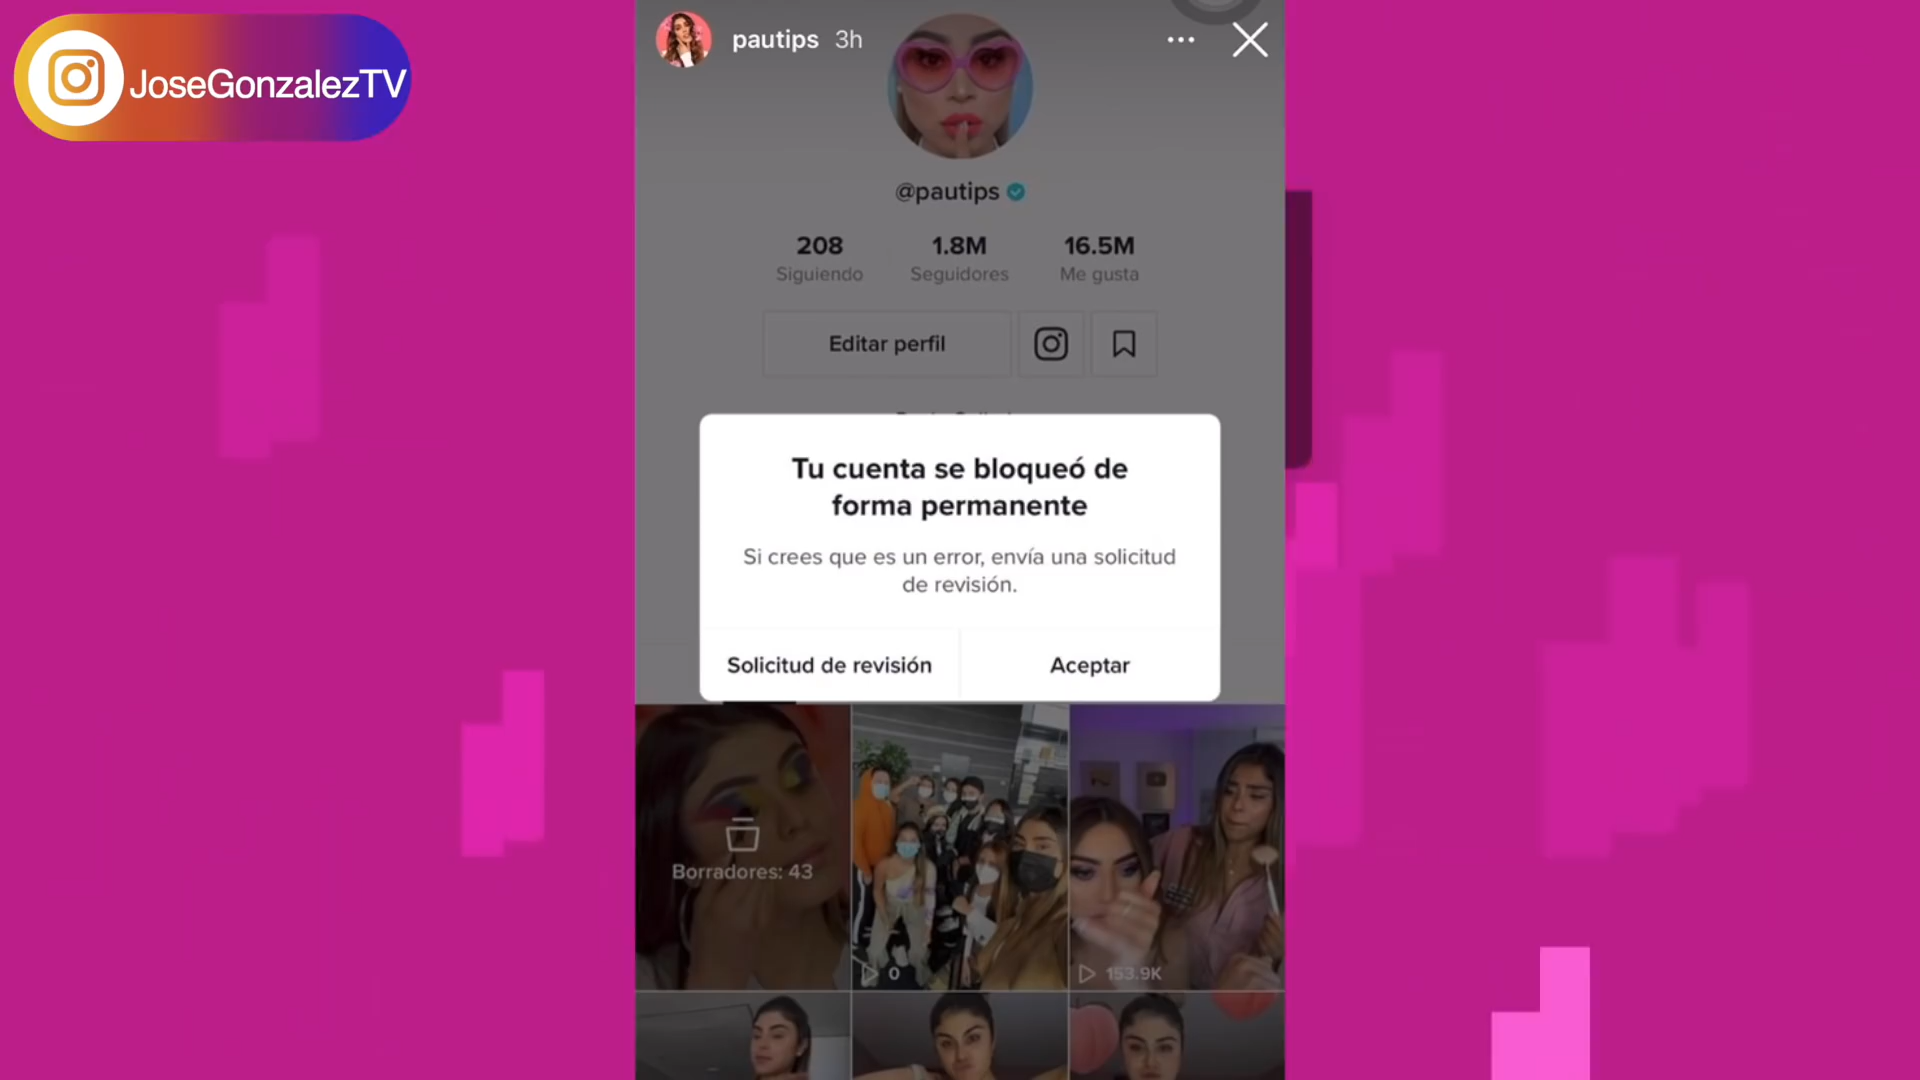 JoseGonzalezTV
pautips 3h
@pautips
208
1.8M
16.5M
Siguiendo
Seguidores
Me gusta
Editar perfil
Tu cuenta se bloqueó de
forma permanente
Si crees que es un error, envía una solicitud
de revisión.
Solicitud de revisión
Aceptar
Borradores: 43
0
153.9K